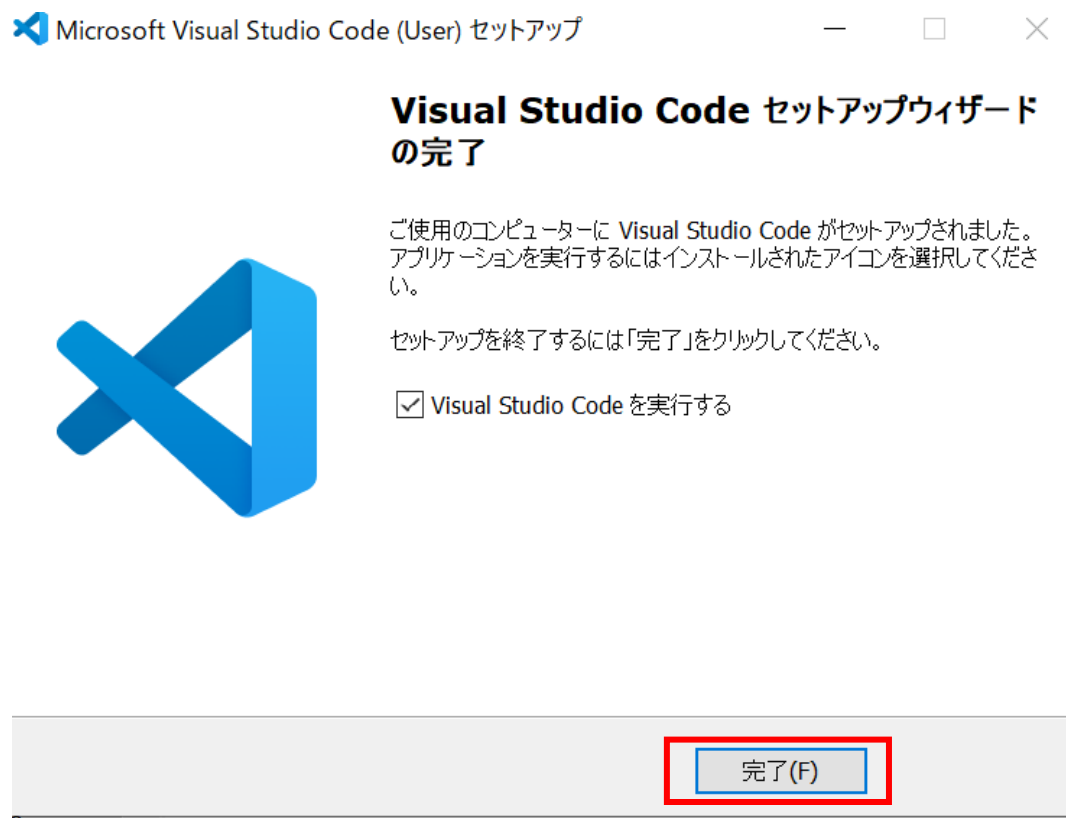 Microsoft Visual Studio Code (User) セットアップ
Visual Studio Code セットアップウィザード
の完了
ご使用のコンピューターに Visual Studio Code がセットアップされました。
アプリケーションを実行するにはインストールされたアイコンを選択してくださ
い。
セットアップを終了するには「完了」をクリックしてください。
Visual Studio Code を実行する
完了(F)